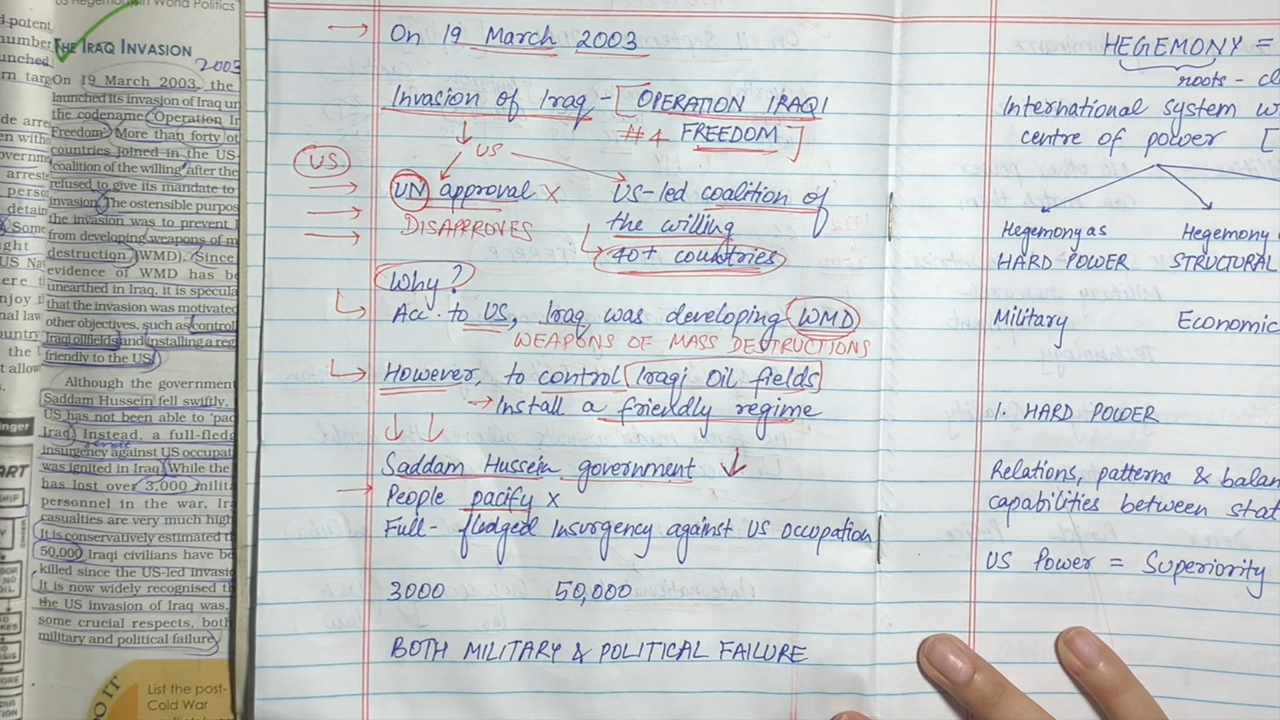 US Hegemony in World Politics
THE IRAQ INVASION
2003
On 19 March 2003, the
launched its invasion of Iraq un
the codename 'Operation Ir
Freedom'. More than forty ot
countries joined in the US-
coalition of the willing' after the
refused to give its mandate to
invasion. The ostensible purpos
the invasion was to prevent I
from developing weapons of m
destruction (WMD). Since
evidence of WMD has be
unearthed in Iraq, it is specula
that the invasion was motivated
other objectives, such as control
Iraqi oilfields and installing a reg
friendly to the US.
Although the government
Saddam Hussein fell swiftly,
US has not been able to 'pac
Iraq. Instead, a full-fledg
insurgency against US occupat
was ignited in Iraq. While the
has lost over 3,000 milita
personnel in the war, Ira
casualties are very much high
It is conservatively estimated t
50,000 Iraqi civilians have be
killed since the US-led invasio
It is now widely recognised th
the US invasion of Iraq was,
some crucial respects, both
military and political failure.
List the post-
Cold War
→ On 19 March 2003
Invasion of Iraq - [OPERATION IRAQI
#4 FREEDOM]
US
US
UN approval X
DISAPPROVES
US-led coalition of
the willing
40+ countries
Why?
Acc. to US, Iraq was developing WMD
WEAPONS OF MASS DESTRUCTIONS
However, to control Iraqi Oil fields
→ Install a friendly regime
Saddam Hussein government ↓
→ People pacify X
Full-fledged Insurgency against US occupation
3000 50,000
BOTH MILITARY & POLITICAL FAILURE
HEGEMONY =
roots -
International system w
centre of power [
Hegemony as
HARD POWER
Military
Hegemony
STRUCTURAL
Economic
1. HARD POWER
Relations, patterns & balan
capabilities between stat
US Power = Superiority